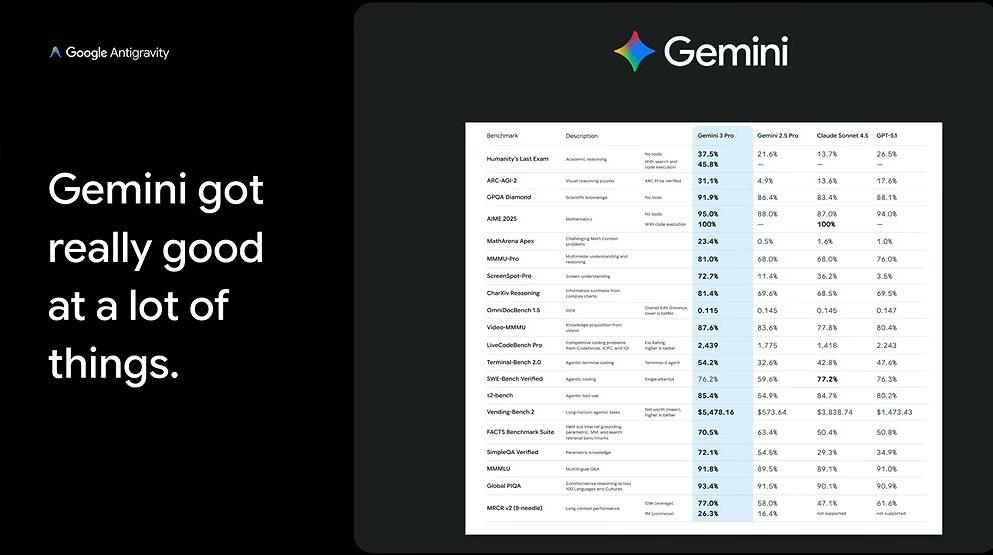 Google Antigravity
Gemini got
really good
at a lot of
things.
Gemini
Benchmark Description Gemini 3 Pro Gemini 2.5 Pro Claude Sonnet 4.5 GPT-5.1
Humanity's Last Exam Academic reasoning No tools 37.5% 21.6% 13.7% 26.5%
With search and code execution 45.8% — — —
ARC-AGI-2 Visual reasoning puzzles ARC Prize Verified 31.1% 4.9% 13.6% 17.6%
GPQA Diamond Scientific knowledge No tools 91.9% 86.4% 83.4% 88.1%
AIME 2025 Mathematics No tools 95.0% 88.0% 87.0% 94.0%
With code execution 100% — 100% —
MathArena Apex Challenging Math Contest problems 23.4% 0.5% 1.6% 1.0%
MMMU-Pro Multimodal understanding and reasoning 81.0% 68.0% 68.0% 76.0%
ScreenSpot-Pro Screen understanding 72.7% 11.4% 36.2% 3.5%
CharXiv Reasoning Information synthesis from complex charts 81.4% 69.6% 68.5% 69.5%
OmniDocBench 1.5 OCR Overall Edit Distance, lower is better 0.115 0.145 0.145 0.147
Video-MMMU Knowledge acquisition from videos 87.6% 83.6% 77.8% 80.4%
LiveCodeBench Pro Competitive coding problems from Codeforces, ICPC, and IOI Elo Rating, higher is better 2,439 1,775 1,418 2,243
Terminal-Bench 2.0 Agentic terminal coding Terminus-2 agent 54.2% 32.6% 42.8% 47.6%
SWE-Bench Verified Agentic coding Single attempt 76.2% 59.6% 77.2% 76.3%
τ2-bench Agentic tool use 85.4% 54.9% 84.7% 80.2%
Vending-Bench 2 Long-horizon agentic tasks Net worth (mean), higher is better $5,478.16 $573.64 $3,838.74 $1,473.43
FACTS Benchmark Suite Held out internal grounding, parametric, MM, and search retrieval benchmarks 70.5% 63.4% 50.4% 50.8%
SimpleQA Verified Parametric knowledge 72.1% 54.5% 29.3% 34.9%
MMMLU Multilingual Q&A 91.8% 89.5% 89.1% 91.0%
Global PIQA Commonsense reasoning across 100 Languages and Cultures 93.4% 91.5% 90.1% 90.9%
MRCR v2 (8-needle) Long context performance 128k (average) 77.0% 58.0% 47.1% 61.6%
1M (pointwise) 26.3% 16.4% not supported not supported